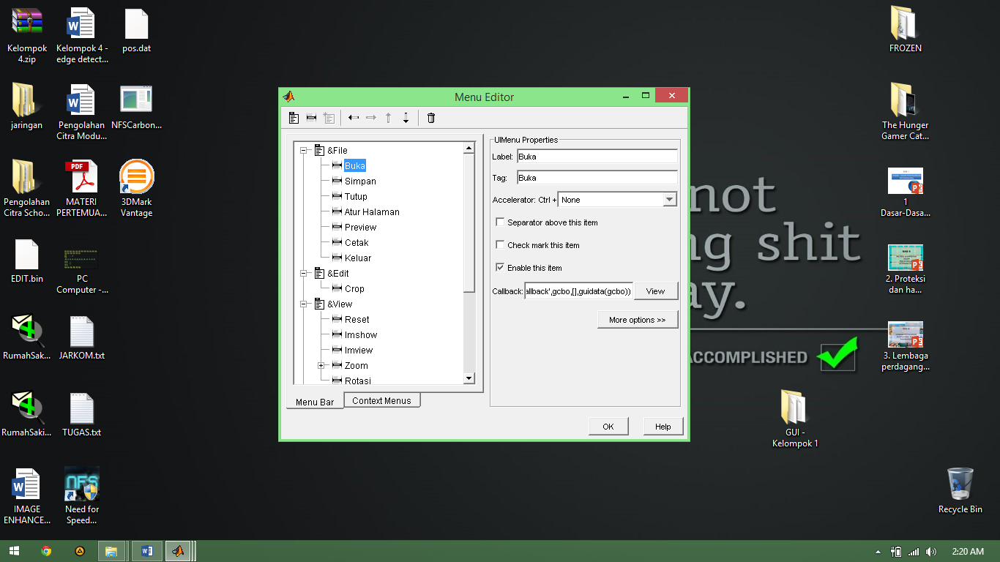 Kelompok
4.zip
Kelompok 4 -
edge detect...
pos.dat
jaringan
Pengolahan
Citra Modu...
NFSCarbon...
Pengolahan
Citra Scho...
PDF
MATERI
PERTEMUA...
3DMark
Vantage
EDIT.bin
PC
Computer -...
RumahSak...
JARKOM.txt
RumahSaki...
TUGAS.txt
IMAGE
ENHANCE...
NFS
Need for
Speed...
Menu Editor
&File
Buka
Simpan
Tutup
Atur Halaman
Preview
Cetak
Keluar
&Edit
Crop
&View
Reset
Imshow
Imview
Zoom
Rotasi
Menu Bar
Context Menus
UIMenu Properties
Label: Buka
Tag: Buka
Accelerator: Ctrl + None
Separator above this item
Check mark this item
Enable this item
Callback: allback',gcbo,[],guidata(gcbo))
View
More options >>
OK
Help
not
ng shit
ay.
ACCOMPLISHED
FROZEN
The Hunger
Gamer Cat...
1
Dasar-Dasa...
2. Proteksi
dan ha...
3. Lembaga
perdagang...
GUI -
Kelompok 1
Recycle Bin
2:20 AM